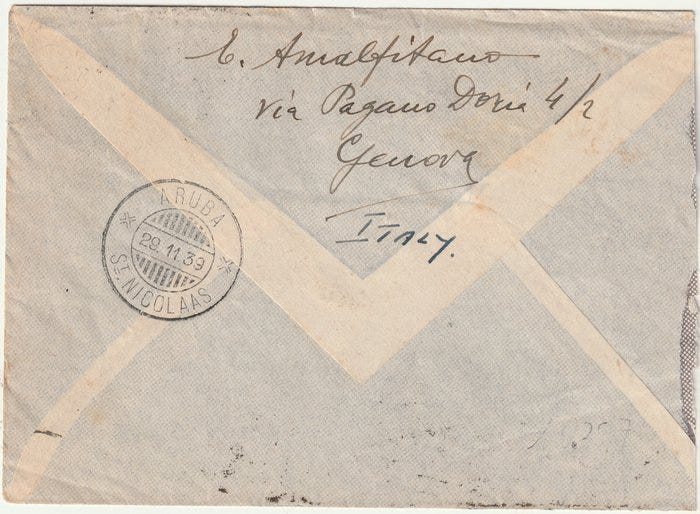 E. Amalfitano
via Pagano Doria 4/2
Genova
ITALY.
ARUBA
29.11.39
ST. NICOLAAS